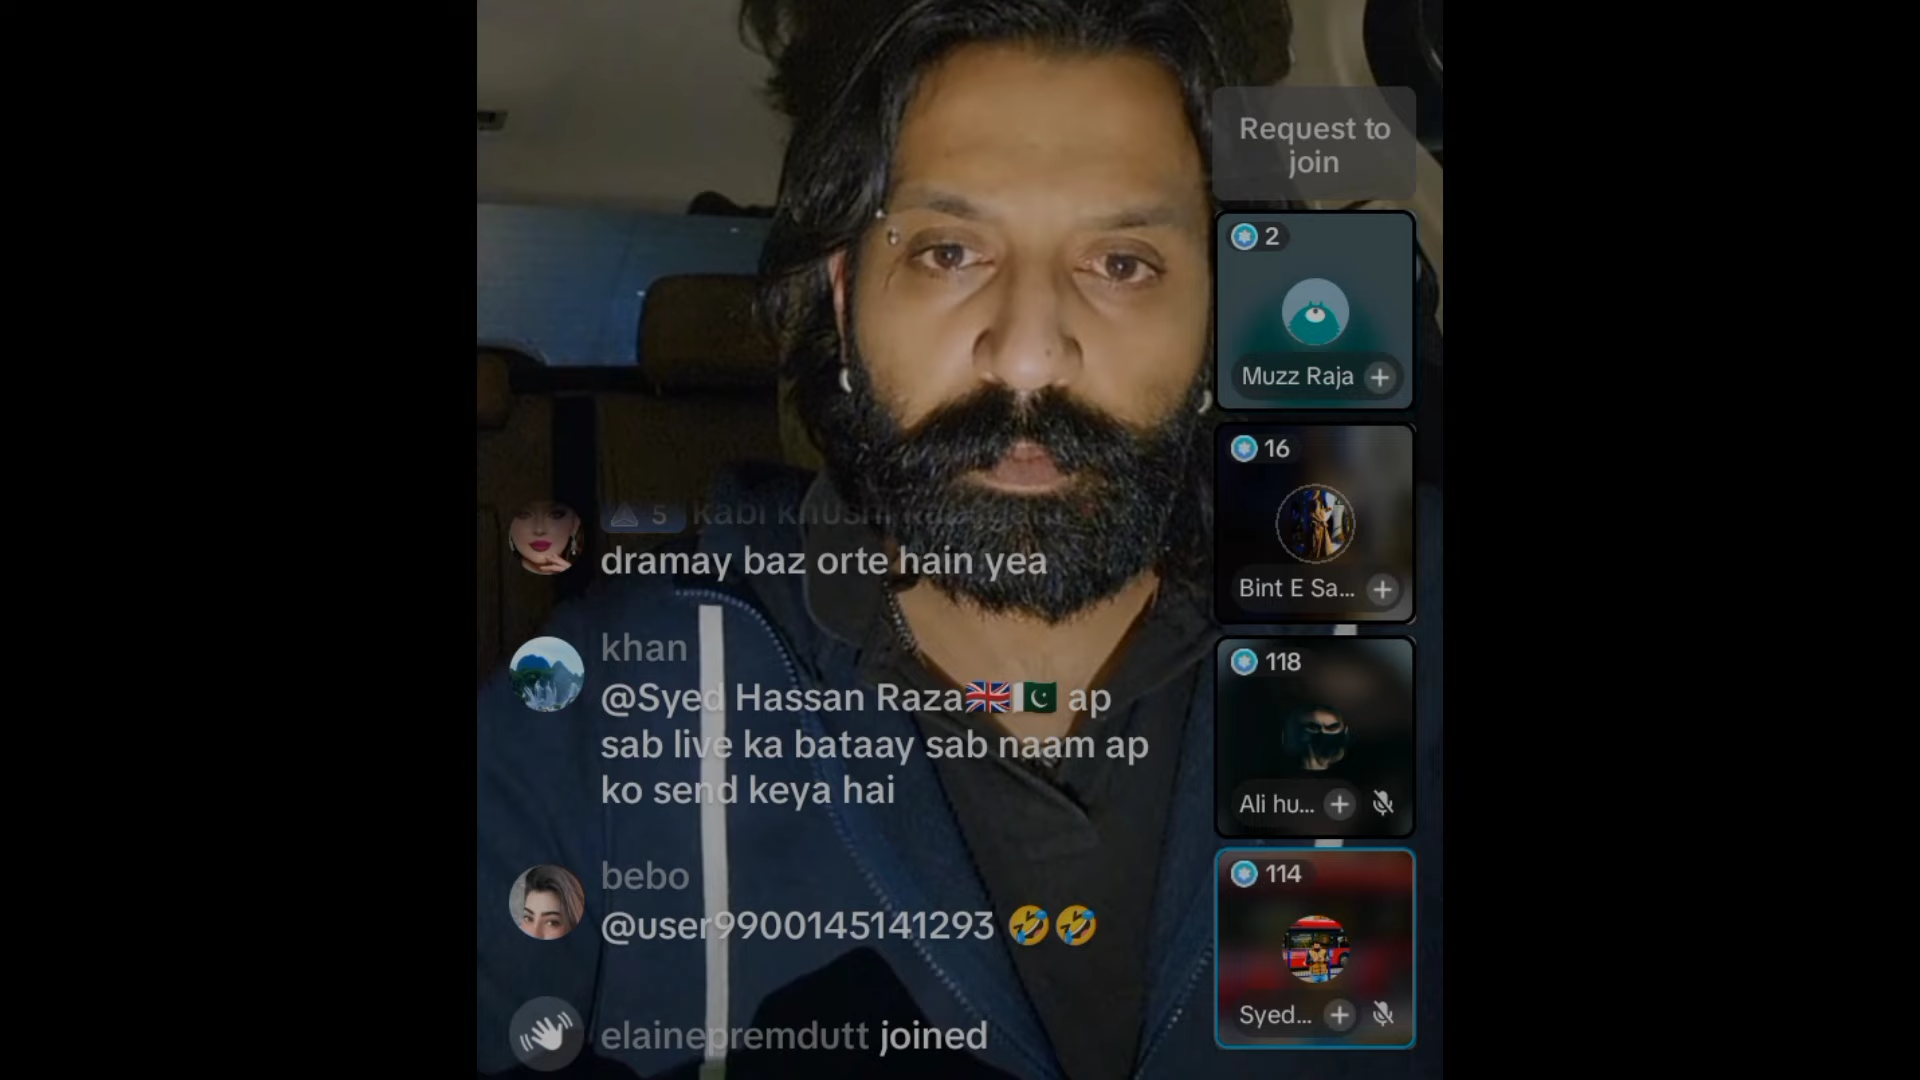 Request to
join
2
Muzz Raja
16
Bint E Sa...
118
Ali hu...
114
Syed...
5 kabi khushi
dramay baz orte hain yea
khan
@Syed Hassan Raza🇬🇧🇵🇰 ap
sab live ka bataay sab naam ap
ko send keya hai
bebo
@user9900145141293 🤣🤣
elainepremdutt joined